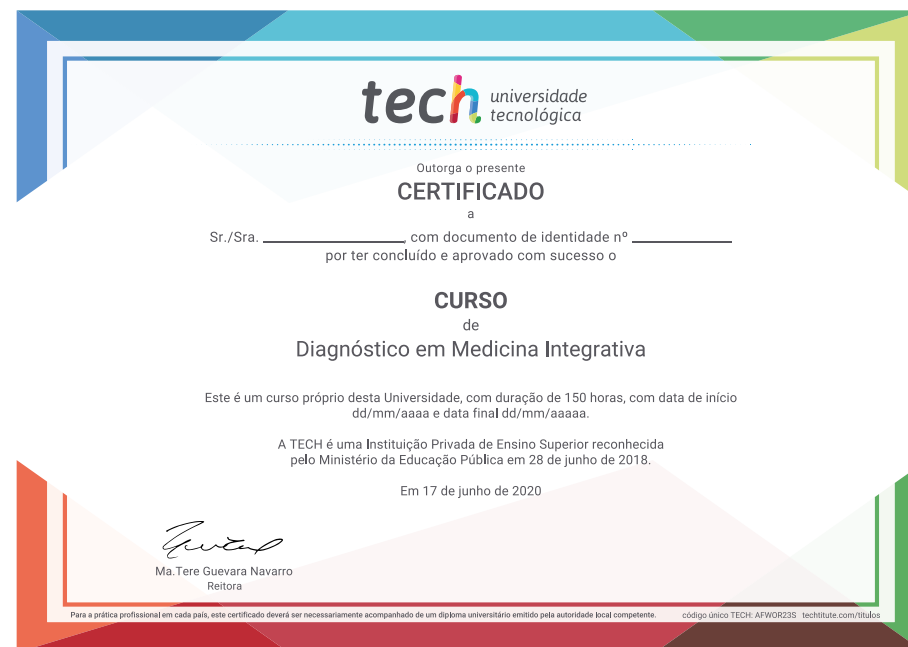 tech universidade
tecnológica
Outorga o presente
CERTIFICADO
a
Sr./Sra. ____________, com documento de identidade nº ____________
por ter concluído e aprovado com sucesso o
CURSO
de
Diagnóstico em Medicina Integrativa
Este é um curso próprio desta Universidade, com duração de 150 horas, com data de início
dd/mm/aaaa e data final dd/mm/aaaaa.
A TECH é uma Instituição Privada de Ensino Superior reconhecida
pelo Ministério da Educação Pública em 28 de junho de 2018.
Em 17 de junho de 2020
Ma.Tere Guevara Navarro
Reitora
Para a prática profissional em cada país, este certificado deverá ser necessariamente acompanhado de um diploma universitário emitido pela autoridade local competente. código único TECH: AFWOR23S techtitute.com/titulos